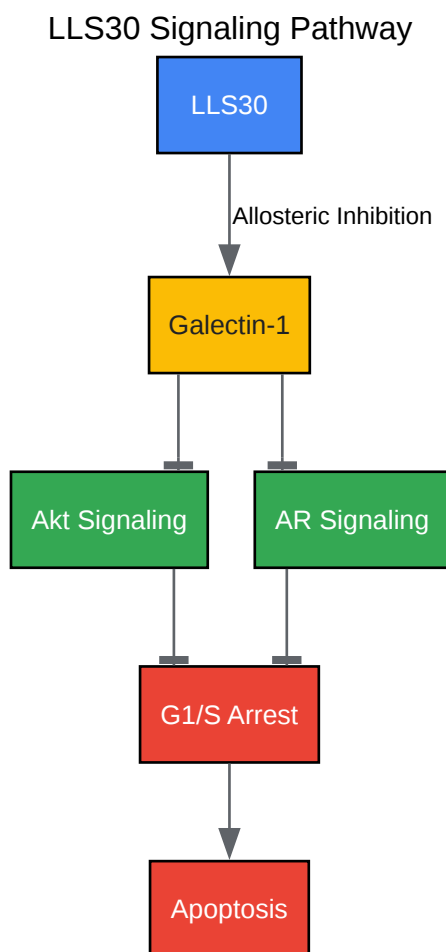 LLS30 Signaling Pathway
LLS30
Allosteric Inhibition
Galectin-1
Akt Signaling
AR Signaling
G1/S Arrest
Apoptosis